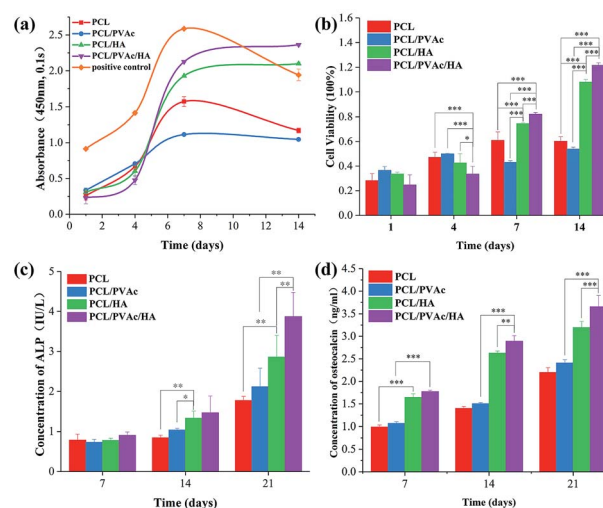 (a)
PCL
PCL/PVAc
PCL/HA
PCL/PVAc/HA
positive control
Absorbance (450nm, 0.1s)
3.0
2.5
2.0
1.5
1.0
0.5
0.0
0 2 4 6 8 10 12 14
Time (days)
(b)
PCL
PCL/PVAc
PCL/HA
PCL/PVAc/HA
Cell Viability (100%)
1.6
1.4
1.2
1.0
0.8
0.6
0.4
0.2
0.0
***
***
*
***
***
***
***
***
***
***
***
***
1 4 7 14
Time (days)
(c)
PCL
PCL/PVAc
PCL/HA
PCL/PVAc/HA
Concentration of ALP (IU/L)
5
4
3
2
1
0
**
*
**
**
**
7 14 21
Time (days)
(d)
PCL
PCL/PVAc
PCL/HA
PCL/PVAc/HA
Concentration of osteocalcin (ng/ml)
4.5
4.0
3.5
3.0
2.5
2.0
1.5
1.0
0.5
0.0
***
***
***
**
***
***
7 14 21
Time (days)